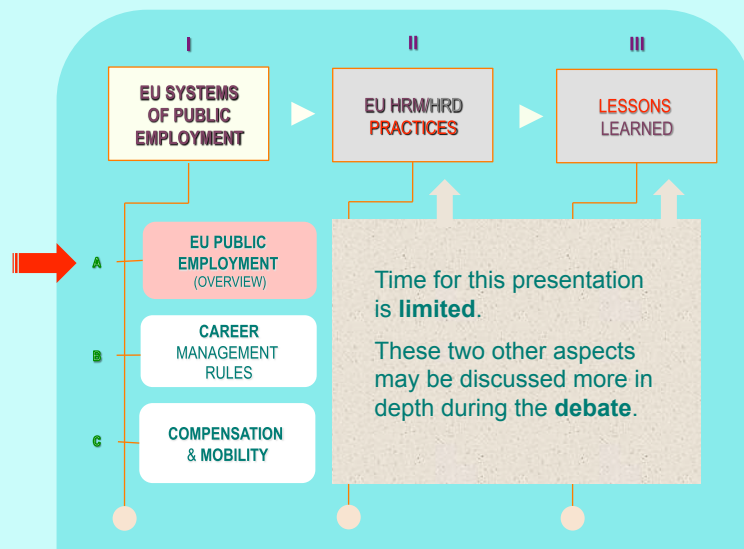 I
II
III
EU SYSTEMS
OF PUBLIC
EMPLOYMENT
EU HRM/HRD
PRACTICES
LESSONS
LEARNED
A
EU PUBLIC
EMPLOYMENT
(OVERVIEW)
B
CAREER
MANAGEMENT
RULES
C
COMPENSATION
& MOBILITY
Time for this presentation
is limited.
These two other aspects
may be discussed more in
depth during the debate.